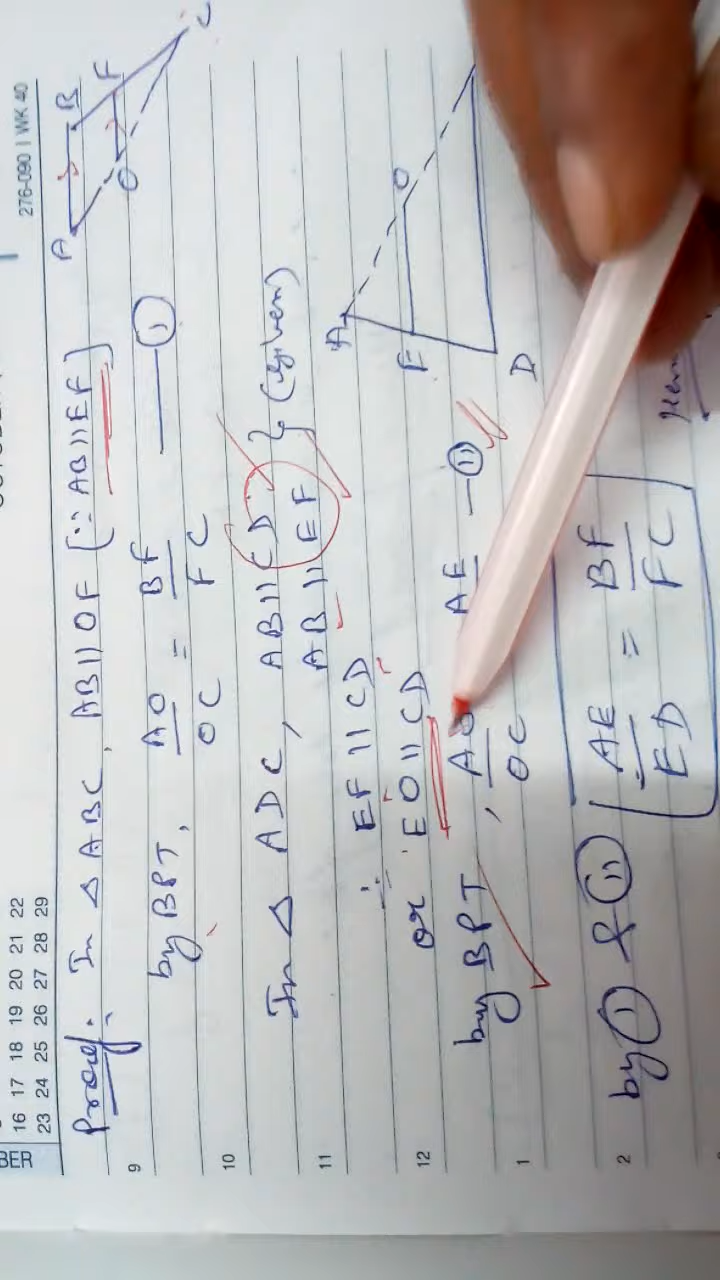 276-090 | WK 40
BER
16 17 18 19 20 21 22
23 24 25 26 27 28 29
Proof. In Δ ABC, AB || OF [∵ AB || EF]
by BPT, AO/OC = BF/FC — (i)
In Δ ADC, AB || CD } (given)
AB || EF
∴ EF || CD
or EO || CD
by BPT, AO/OC AE — (ii)
by (i) & (ii) AE/ED = BF/FC
9
10
11
12
1
2
A B
O F
C
A
E O
D